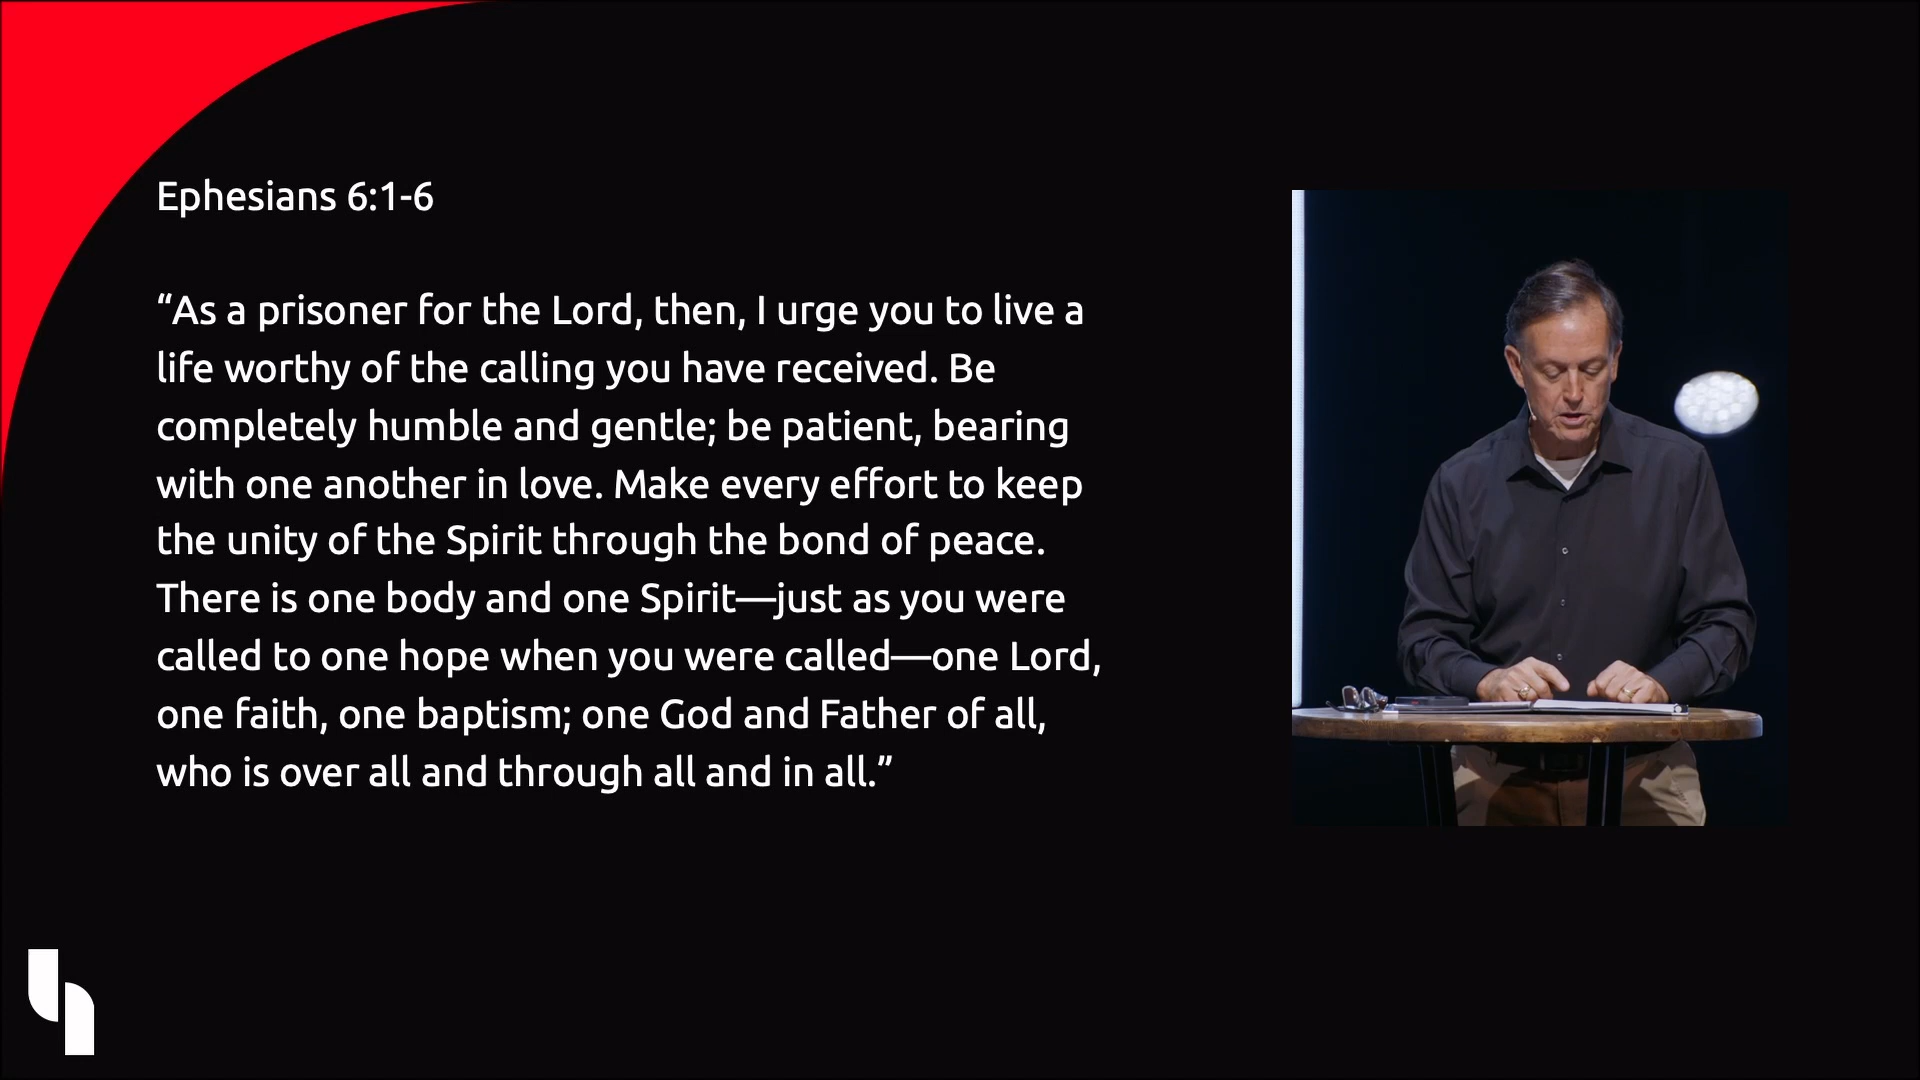 Ephesians 6:1-6
“As a prisoner for the Lord, then, I urge you to live a
life worthy of the calling you have received. Be
completely humble and gentle; be patient, bearing
with one another in love. Make every effort to keep
the unity of the Spirit through the bond of peace.
There is one body and one Spirit—just as you were
called to one hope when you were called—one Lord,
one faith, one baptism; one God and Father of all,
who is over all and through all and in all.”